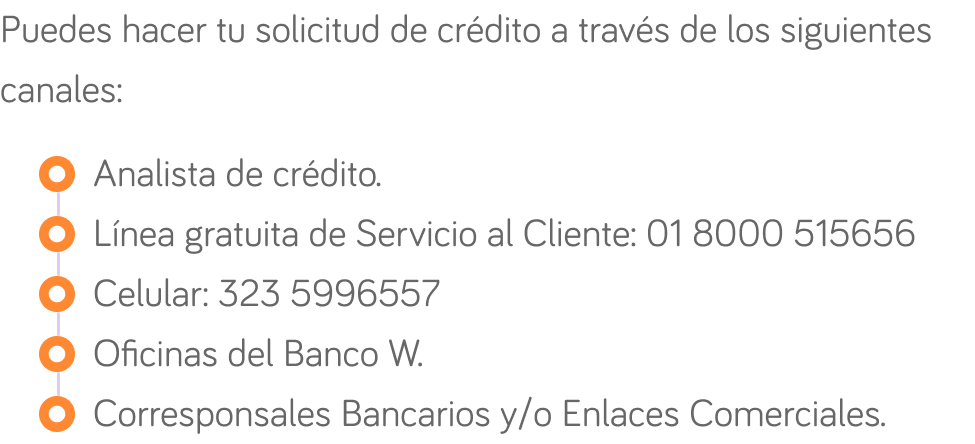 Puedes hacer tu solicitud de crédito a través de los siguientes
canales:
Analista de crédito.
Línea gratuita de Servicio al Cliente: 01 8000 515656
Celular: 323 5996557
Oficinas del Banco W.
Corresponsales Bancarios y/o Enlaces Comerciales.